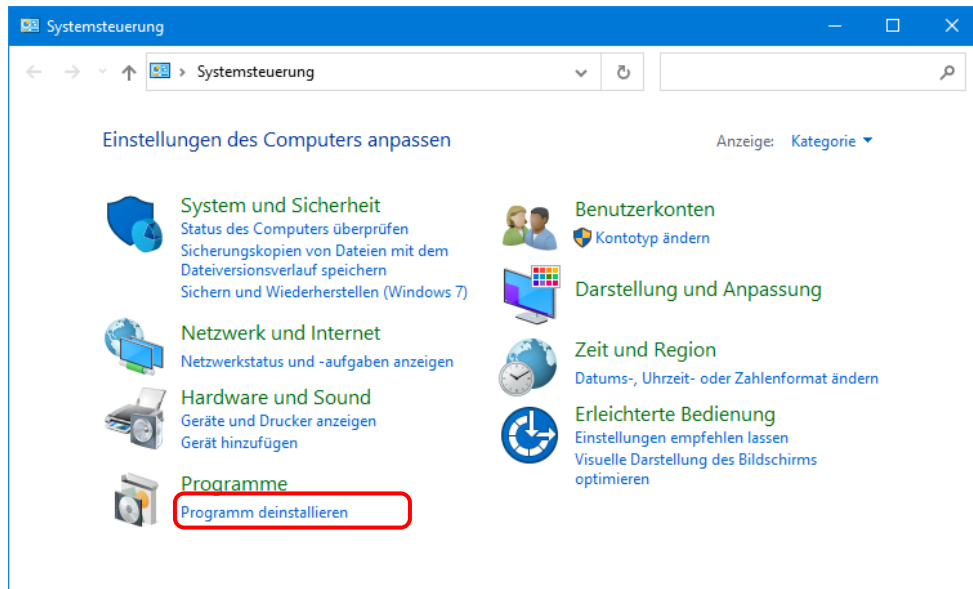 Systemsteuerung
Systemsteuerung
Einstellungen des Computers anpassen
Anzeige: Kategorie
System und Sicherheit
Status des Computers überprüfen
Sicherungskopien von Dateien mit dem
Dateiversionsverlauf speichern
Sichern und Wiederherstellen (Windows 7)
Netzwerk und Internet
Netzwerkstatus und -aufgaben anzeigen
Hardware und Sound
Geräte und Drucker anzeigen
Gerät hinzufügen
Programme
Programm deinstallieren
Benutzerkonten
Kontotyp ändern
Darstellung und Anpassung
Zeit und Region
Datums-, Uhrzeit- oder Zahlenformat ändern
Erleichterte Bedienung
Einstellungen empfehlen lassen
Visuelle Darstellung des Bildschirms
optimieren